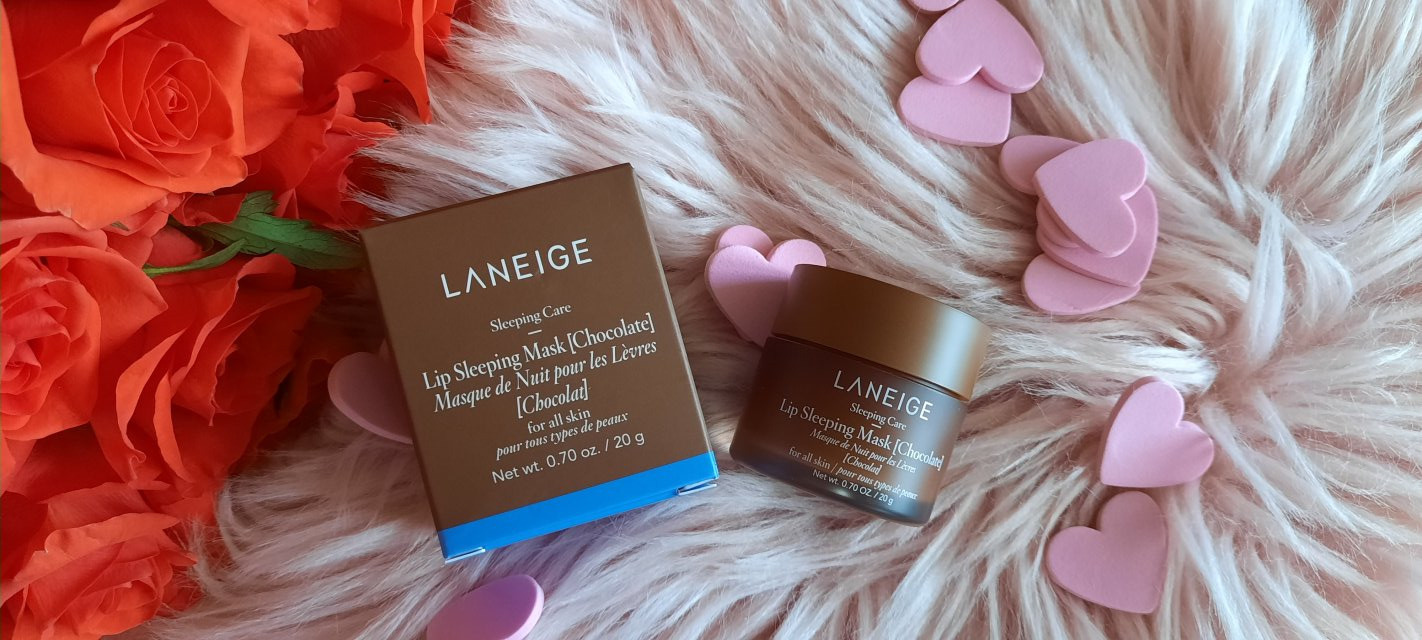 LANEIGE
Sleeping Care
Lip Sleeping Mask [Chocolate]
Masque de Nuit pour les Lèvres
[Chocolat]
for all skin
pour tous types de peaux
Net wt. 0.70 oz. / 20 g
LANEIGE
Sleeping Care
Lip Sleeping Mask [Chocolate]
Masque de Nuit pour les Lèvres
[Chocolat]
for all skin / pour tous types de peaux
Net wt. 0.70 OZ. / 20 g